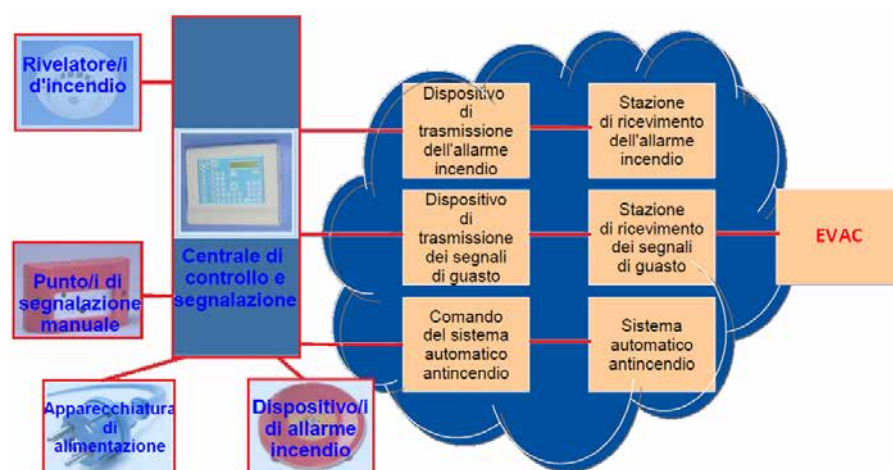 Rivelatore/i
d'incendio
Centrale di
controllo e
segnalazione
Punto/i di
segnalazione
manuale
Apparecchiatura
di
alimentazione
Dispositivo/i
di allarme
incendio
Dispositivo
di
trasmissione
dell'allarme
incendio
Stazione
di ricevimento
dell'allarme
incendio
Dispositivo
di
trasmissione
dei segnali
di guasto
Stazione
di ricevimento
dei segnali
di guasto
EVAC
Comando
del sistema
automatico
antincendio
Sistema
automatico
antincendio